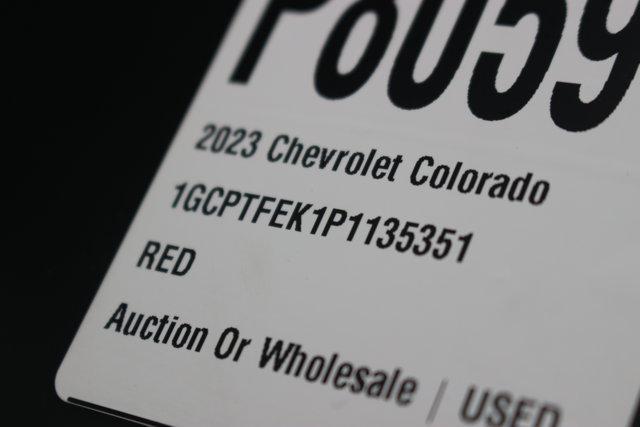 P8059
2023 Chevrolet Colorado
1GCPTFEK1P1135351
RED
Auction Or Wholesale | USED